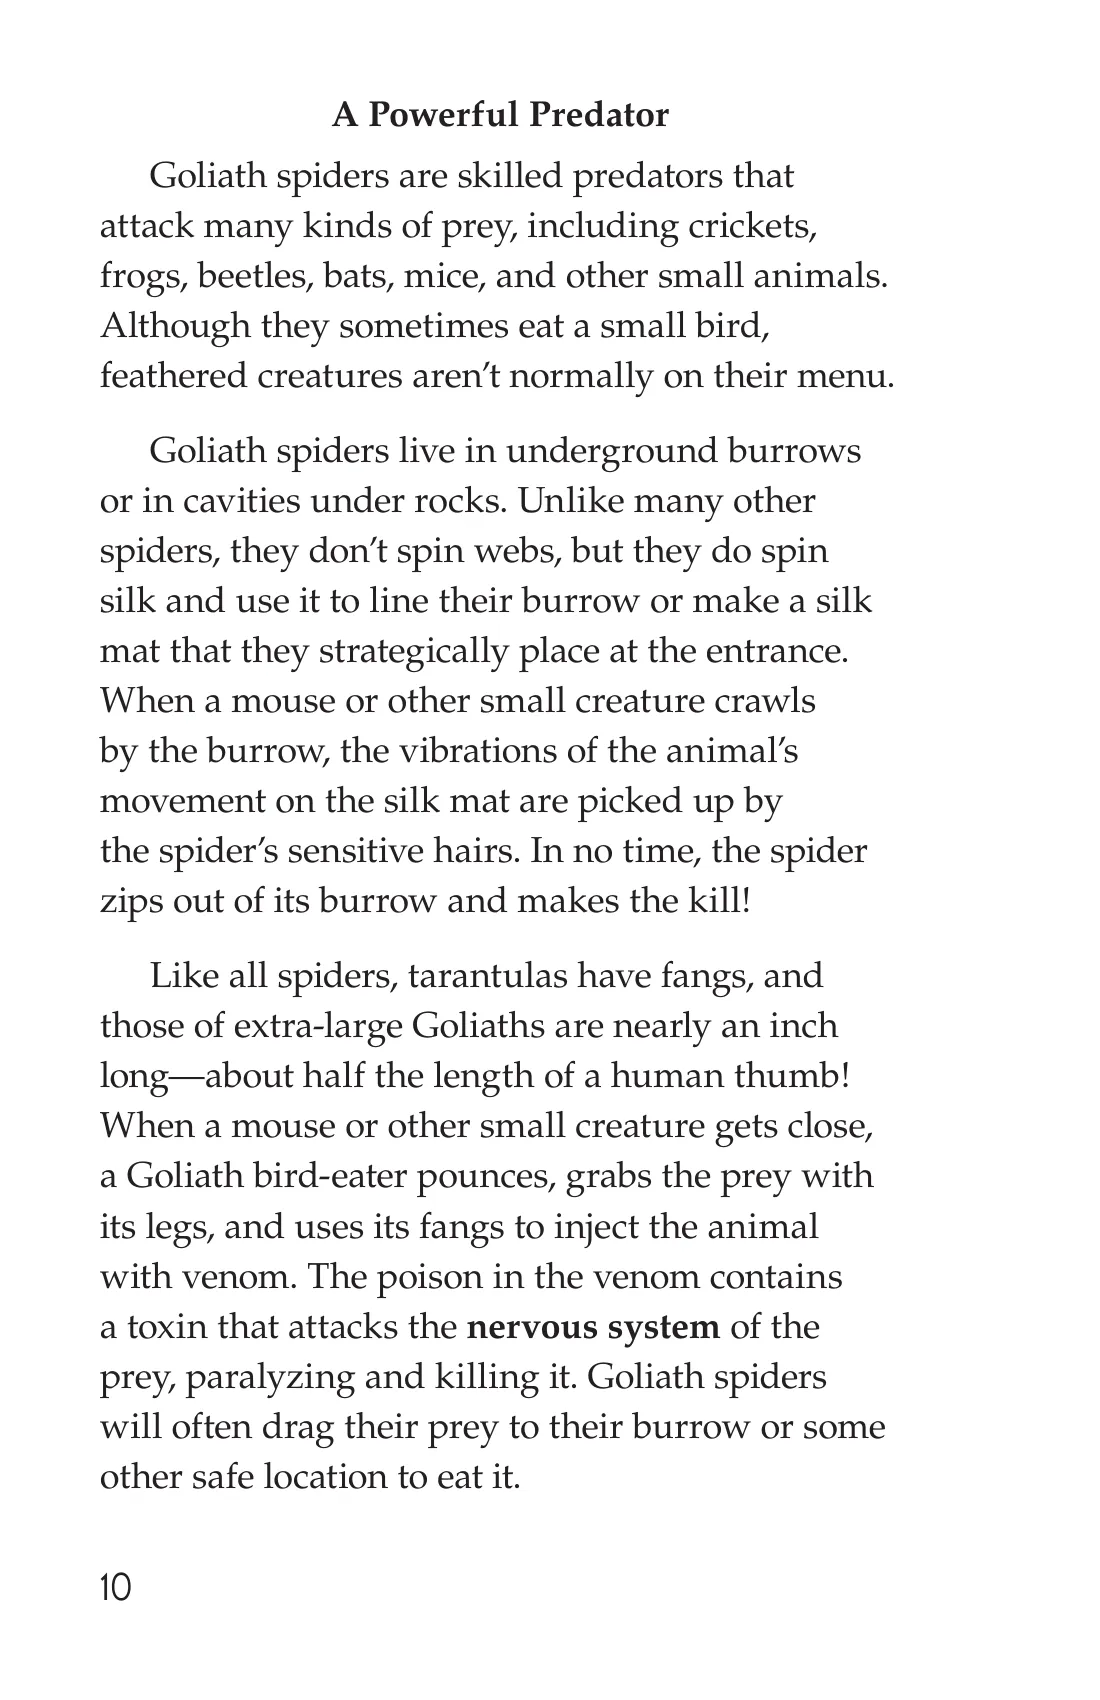 A Powerful Predator
Goliath spiders are skilled predators that
attack many kinds of prey, including crickets,
frogs, beetles, bats, mice, and other small animals.
Although they sometimes eat a small bird,
feathered creatures aren’t normally on their menu.
Goliath spiders live in underground burrows
or in cavities under rocks. Unlike many other
spiders, they don’t spin webs, but they do spin
silk and use it to line their burrow or make a silk
mat that they strategically place at the entrance.
When a mouse or other small creature crawls
by the burrow, the vibrations of the animal’s
movement on the silk mat are picked up by
the spider’s sensitive hairs. In no time, the spider
zips out of its burrow and makes the kill!
Like all spiders, tarantulas have fangs, and
those of extra-large Goliaths are nearly an inch
long—about half the length of a human thumb!
When a mouse or other small creature gets close,
a Goliath bird-eater pounces, grabs the prey with
its legs, and uses its fangs to inject the animal
with venom. The poison in the venom contains
a toxin that attacks the nervous system of the
prey, paralyzing and killing it. Goliath spiders
will often drag their prey to their burrow or some
other safe location to eat it.
10